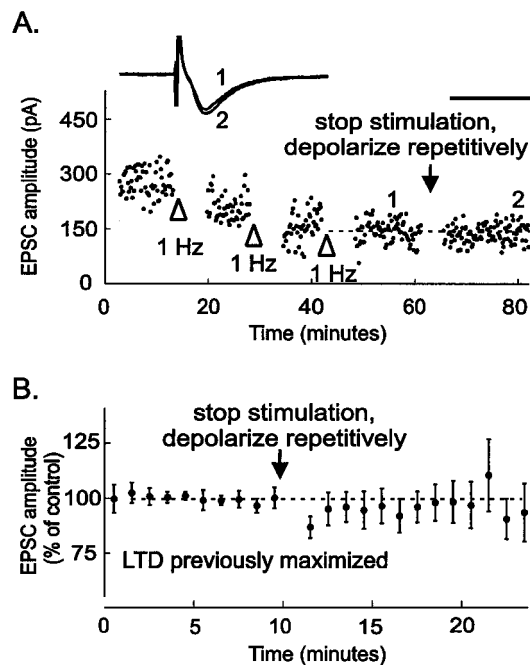 A.
1
2
stop stimulation,
depolarize repetitively
EPSC amplitude (pA)
450
300
150
0
1 Hz
1 Hz
1 Hz
1
2
0
20
40
60
80
Time (minutes)
B.
stop stimulation,
depolarize repetitively
EPSC amplitude
(% of control)
125
100
75
LTD previously maximized
0
5
10
15
20
Time (minutes)